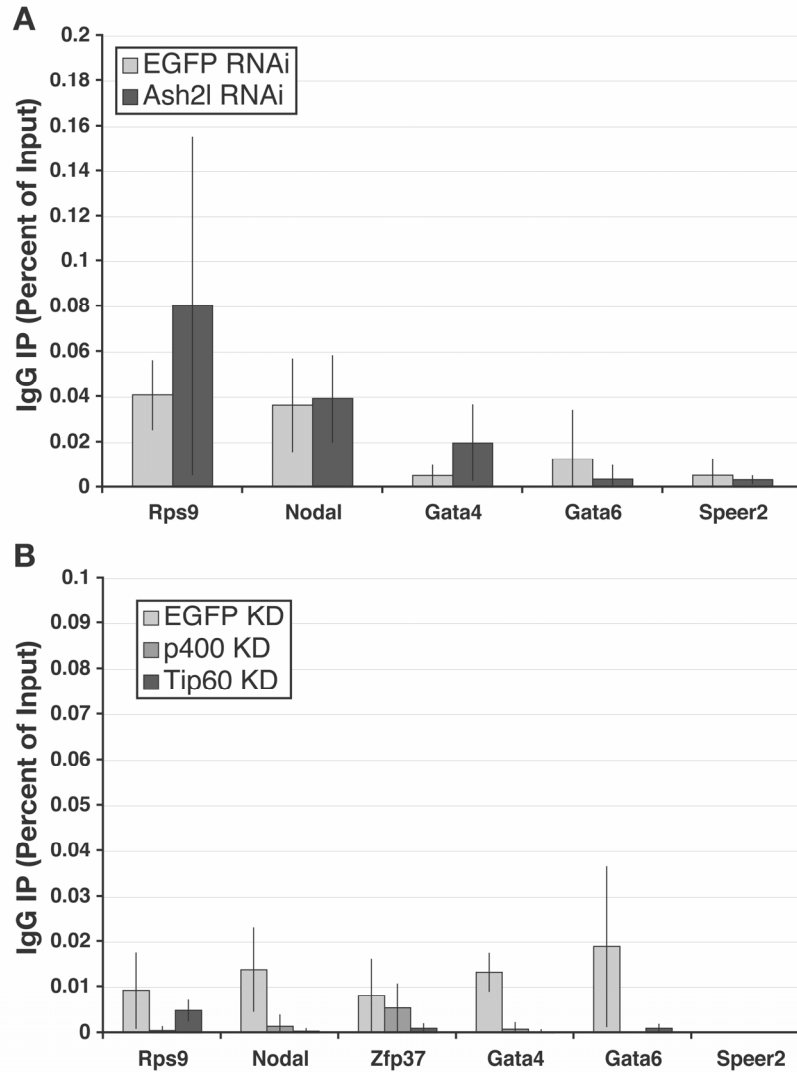 A
IgG IP (Percent of Input)
0.2
0.18
0.16
0.14
0.12
0.1
0.08
0.06
0.04
0.02
0
EGFP RNAi
Ash2l RNAi
Rps9 Nodal Gata4 Gata6 Speer2
B
IgG IP (Percent of Input)
0.1
0.09
0.08
0.07
0.06
0.05
0.04
0.03
0.02
0.01
0
EGFP KD
p400 KD
Tip60 KD
Rps9 Nodal Zfp37 Gata4 Gata6 Speer2